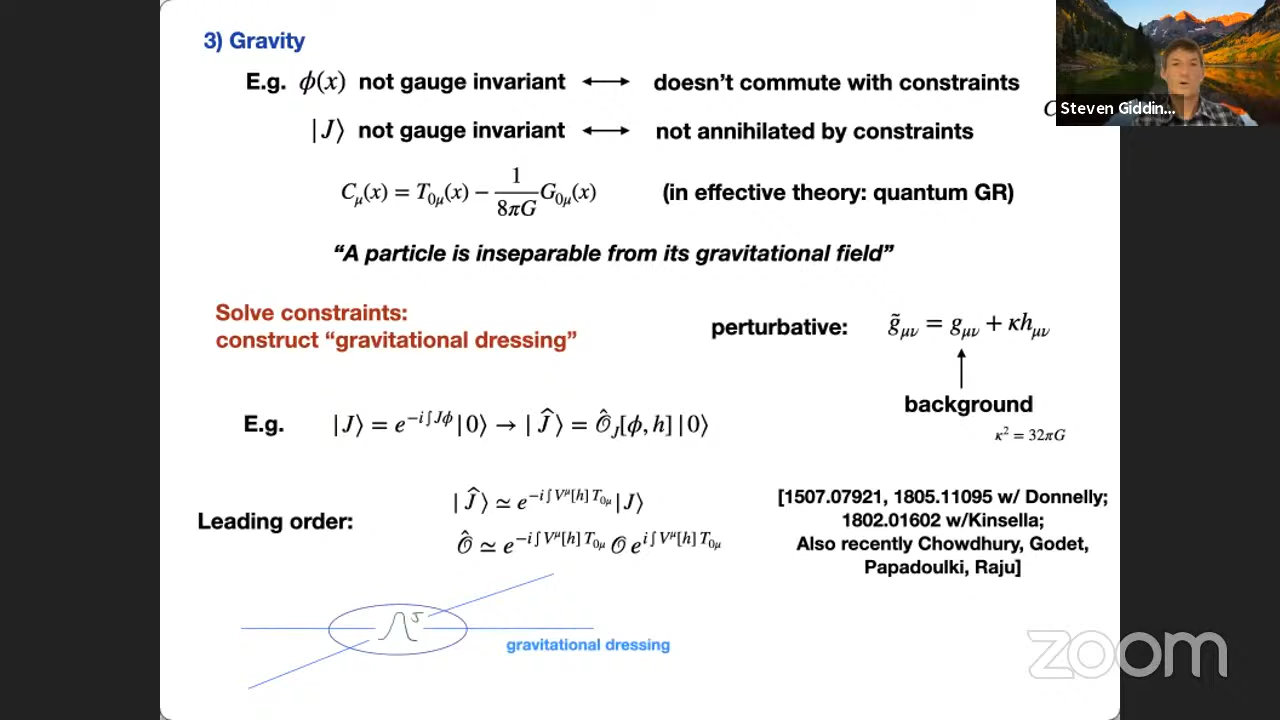 3) Gravity
E.g. ϕ(x) not gauge invariant ⟷ doesn't commute with constraints
C
Steven Giddin...
|J⟩ not gauge invariant ⟷ not annihilated by constraints
C_μ(x) = T_{0μ}(x) − \frac{1}{8πG} G_{0μ}(x) (in effective theory: quantum GR)
“A particle is inseparable from its gravitational field”
Solve constraints:
construct “gravitational dressing”
perturbative: g̃_{μν} = g_{μν} + κh_{μν}
background
κ² = 32πG
E.g. |J⟩ = e^{−i∫Jϕ}|0⟩ → |Ĵ⟩ = 𝒪̂_J[ϕ, h]|0⟩
Leading order:
|Ĵ⟩ ≃ e^{−i∫V^μ[h] T_{0μ}}|J⟩
𝒪̂ ≃ e^{−i∫V^μ[h] T_{0μ}} 𝒪 e^{i∫V^μ[h] T_{0μ}}
[1507.07921, 1805.11095 w/ Donnelly;
1802.01602 w/Kinsella;
Also recently Chowdhury, Godet,
Papadoulki, Raju]
J
gravitational dressing
zoom